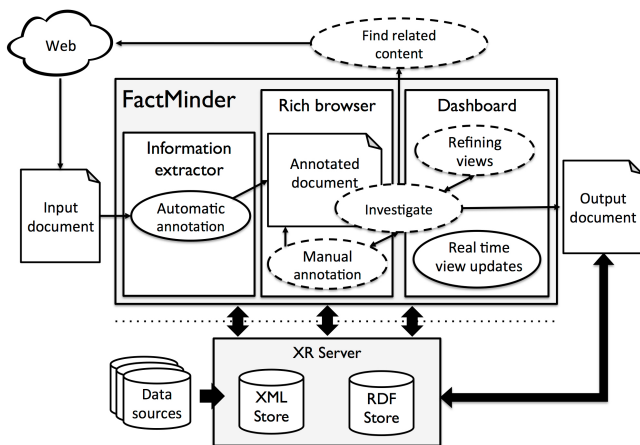 Web
Find related
content
FactMinder
Rich browser
Dashboard
Information
extractor
Annotated
document
Refining
views
Input
document
Automatic
annotation
Investigate
Output
document
Manual
annotation
Real time
view updates
XR Server
Data
sources
XML
Store
RDF
Store